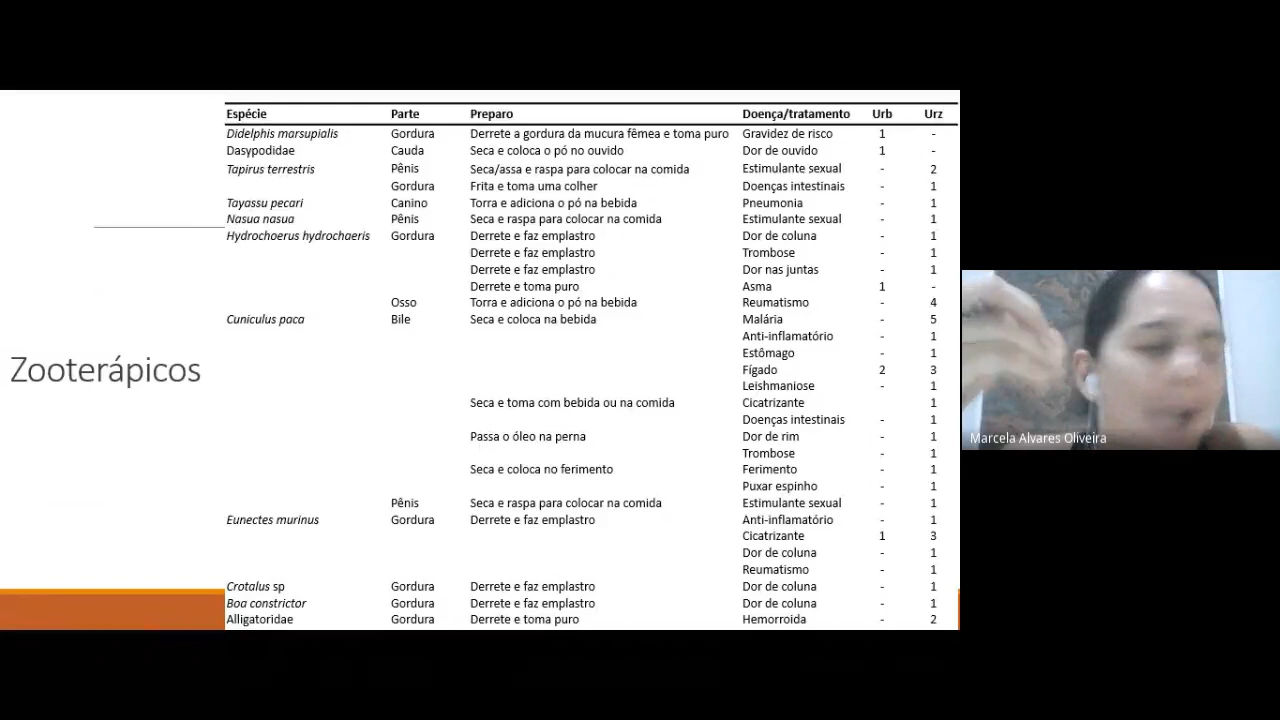 Zooterápicos
Espécie Parte Preparo Doença/tratamento Urb Urz
Didelphis marsupialis Gordura Derrete a gordura da mucura fêmea e toma puro Gravidez de risco 1 -
Dasypodidae Cauda Seca e coloca o pó no ouvido Dor de ouvido 1 -
Tapirus terrestris Pênis Seca/assa e raspa para colocar na comida Estimulante sexual - 2
Gordura Frita e toma uma colher Doenças intestinais - 1
Tayassu pecari Canino Torra e adiciona o pó na bebida Pneumonia - 1
Nasua nasua Pênis Seca e raspa para colocar na comida Estimulante sexual - 1
Hydrochoerus hydrochaeris Gordura Derrete e faz emplastro Dor de coluna - 1
Derrete e faz emplastro Trombose - 1
Derrete e faz emplastro Dor nas juntas - 1
Derrete e toma puro Asma 1 -
Osso Torra e adiciona o pó na bebida Reumatismo - 4
Cuniculus paca Bile Seca e coloca na bebida Malária - 5
Anti-inflamatório - 1
Estômago - 1
Fígado 2 3
Leishmaniose - 1
Seca e toma com bebida ou na comida Cicatrizante 1
Doenças intestinais - 1
Passa o óleo na perna Dor de rim - 1
Trombose - 1
Seca e coloca no ferimento Ferimento - 1
Puxar espinho - 1
Pênis Seca e raspa para colocar na comida Estimulante sexual - 1
Eunectes murinus Gordura Derrete e faz emplastro Anti-inflamatório - 1
Cicatrizante 1 3
Dor de coluna - 1
Reumatismo - 1
Crotalus sp Gordura Derrete e faz emplastro Dor de coluna - 1
Boa constrictor Gordura Derrete e faz emplastro Dor de coluna - 1
Alligatoridae Gordura Derrete e toma puro Hemorroida - 2
Marcela Alvares Oliveira